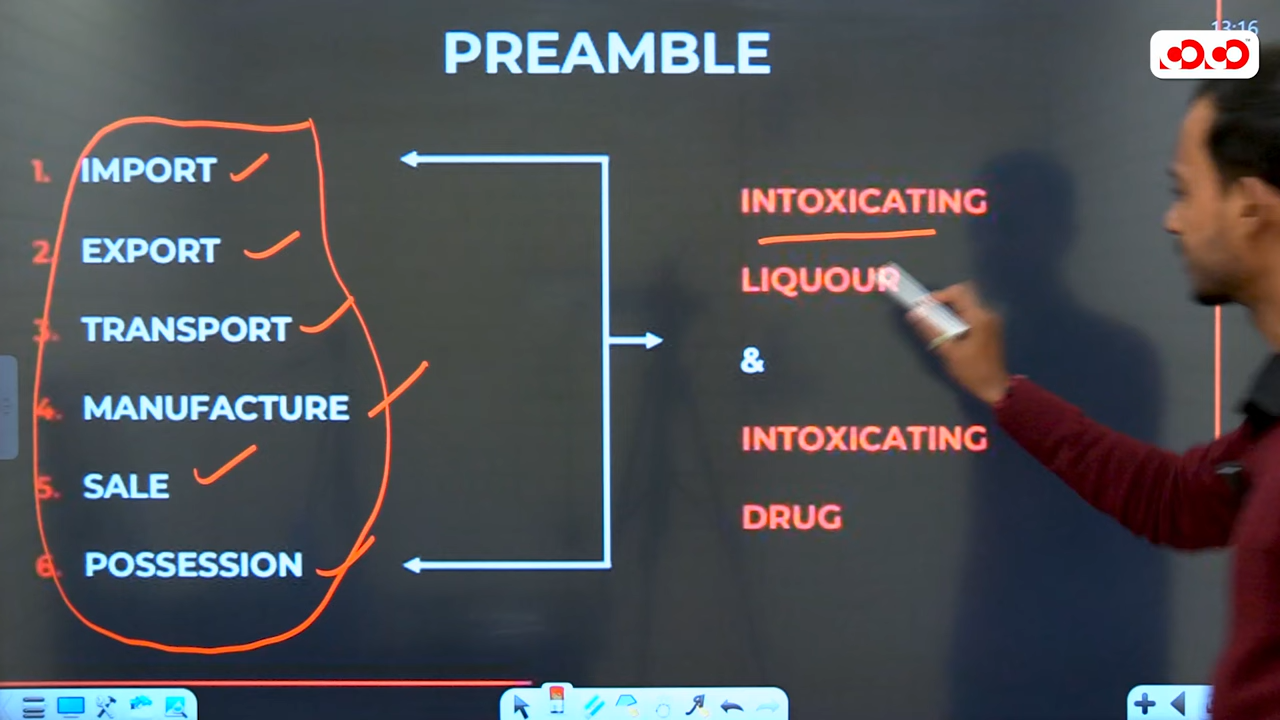 PREAMBLE
13:16
1. IMPORT
2. EXPORT
3. TRANSPORT
4. MANUFACTURE
5. SALE
6. POSSESSION
INTOXICATING
LIQUOUR
&
INTOXICATING
DRUG